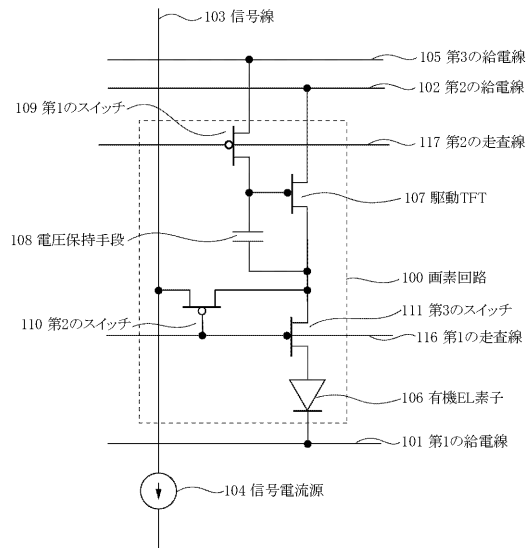 103 信号線
105 第3の給電線
102 第2の給電線
109 第1のスイッチ
117 第2の走査線
107 駆動TFT
108 電圧保持手段
100 画素回路
111 第3のスイッチ
110 第2のスイッチ
116 第1の走査線
106 有機EL素子
101 第1の給電線
104 信号電流源